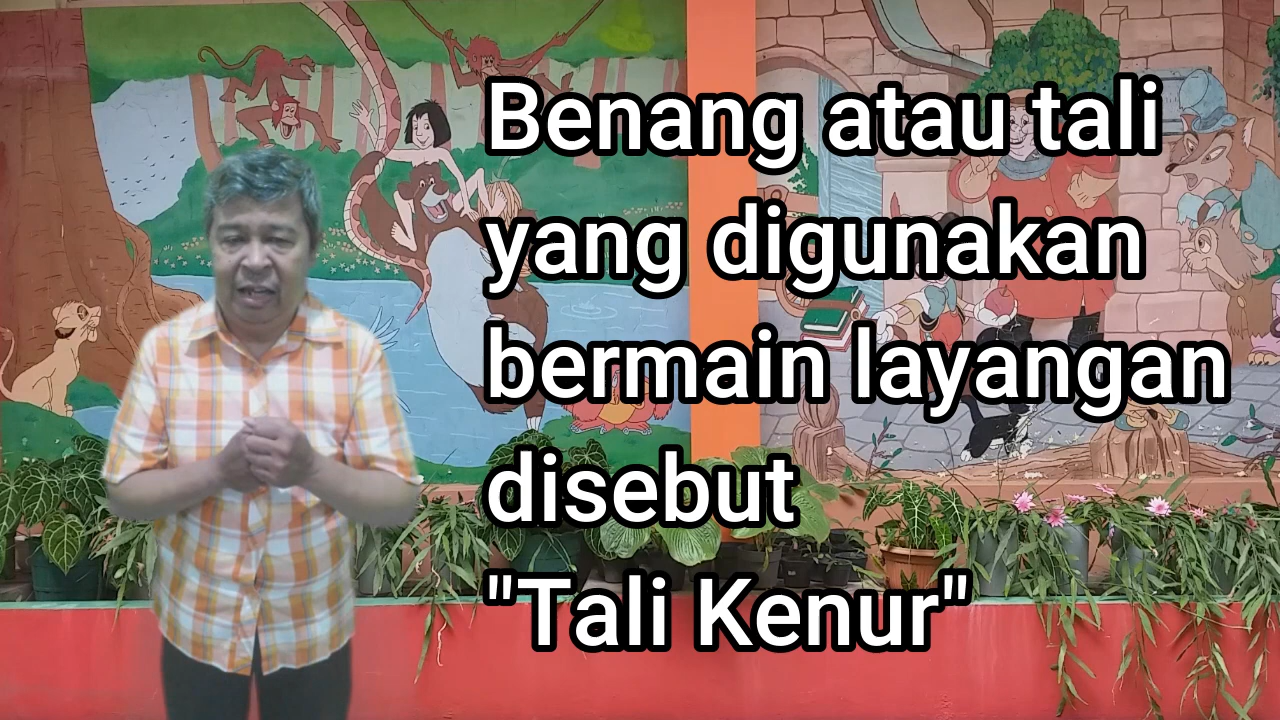 Benang atau tali
yang digunakan
bermain layangan
disebut
"Tali Kenur"